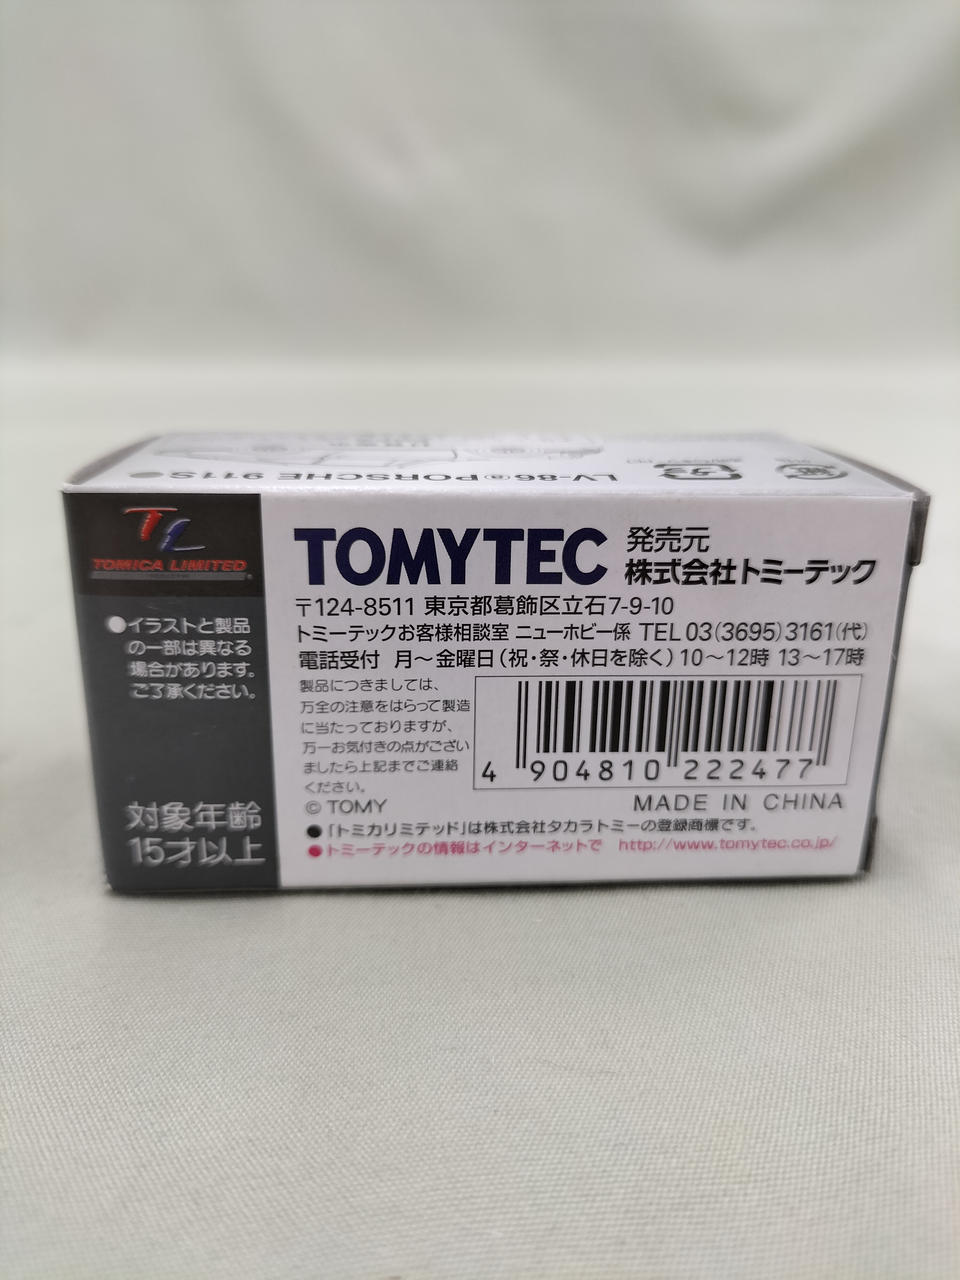 LV-86 ⓐ PORSCHE 911S
TL
TOMICA LIMITED
●イラストと製品
の一部は異なる
場合があります。
ご了承ください。
対象年齢
15才以上
TOMYTEC
発売元
株式会社トミーテック
〒124-8511 東京都葛飾区立石7-9-10
トミーテックお客様相談室 ニューホビー係 TEL 03(3695)3161(代)
電話受付 月～金曜日(祝・祭・休日を除く)10～12時 13～17時
製品につきましては、
万全の注意をはらって製造
に当たっておりますが、
万一お気付きの点がござい
ましたら上記までご連絡
ください。
4 904810 222477
© TOMY
MADE IN CHINA
●「トミカリミテッド」は株式会社タカラトミーの登録商標です。
●トミーテックの情報はインターネットで http://www.tomytec.co.jp/